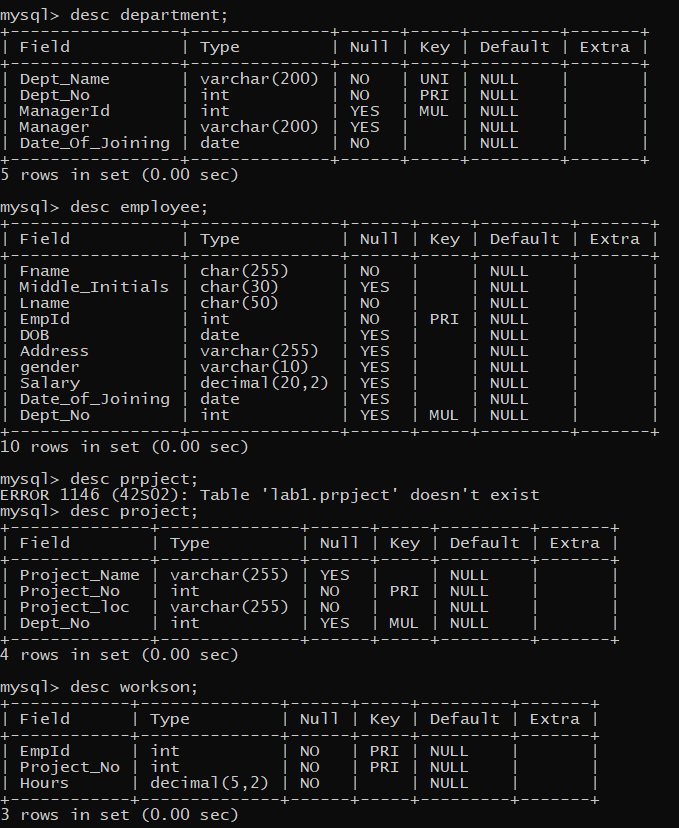 mysql> desc department;
+-----------------+--------------+------+-----+---------+-------+
| Field           | Type         | Null | Key | Default | Extra |
+-----------------+--------------+------+-----+---------+-------+
| Dept_Name       | varchar(200) | NO   | UNI | NULL    |       |
| Dept_No         | int          | NO   | PRI | NULL    |       |
| ManagerId       | int          | YES  | MUL | NULL    |       |
| Manager         | varchar(200) | YES  |     | NULL    |       |
| Date_Of_Joining | date         | NO   |     | NULL    |       |
+-----------------+--------------+------+-----+---------+-------+
5 rows in set (0.00 sec)
mysql> desc employee;
+-----------------+---------------+------+-----+---------+-------+
| Field           | Type          | Null | Key | Default | Extra |
+-----------------+---------------+------+-----+---------+-------+
| Fname           | char(255)     | NO   |     | NULL    |       |
| Middle_Initials | char(30)      | YES  |     | NULL    |       |
| Lname           | char(50)      | NO   |     | NULL    |       |
| EmpId           | int           | NO   | PRI | NULL    |       |
| DOB             | date          | YES  |     | NULL    |       |
| Address         | varchar(255)  | YES  |     | NULL    |       |
| gender          | varchar(10)   | YES  |     | NULL    |       |
| Salary          | decimal(20,2) | YES  |     | NULL    |       |
| Date_of_Joining | date          | YES  |     | NULL    |       |
| Dept_No         | int           | YES  | MUL | NULL    |       |
+-----------------+---------------+------+-----+---------+-------+
10 rows in set (0.00 sec)
mysql> desc prpject;
ERROR 1146 (42S02): Table 'lab1.prpject' doesn't exist
mysql> desc project;
+--------------+--------------+------+-----+---------+-------+
| Field        | Type         | Null | Key | Default | Extra |
+--------------+--------------+------+-----+---------+-------+
| Project_Name | varchar(255) | YES  |     | NULL    |       |
| Project_No   | int          | NO   | PRI | NULL    |       |
| Project_loc  | varchar(255) | NO   |     | NULL    |       |
| Dept_No      | int          | YES  | MUL | NULL    |       |
+--------------+--------------+------+-----+---------+-------+
4 rows in set (0.00 sec)
mysql> desc workson;
+------------+--------------+------+-----+---------+-------+
| Field      | Type         | Null | Key | Default | Extra |
+------------+--------------+------+-----+---------+-------+
| EmpId      | int          | NO   | PRI | NULL    |       |
| Project_No | int          | NO   | PRI | NULL    |       |
| Hours      | decimal(5,2) | NO   |     | NULL    |       |
+------------+--------------+------+-----+---------+-------+
3 rows in set (0.00 sec)